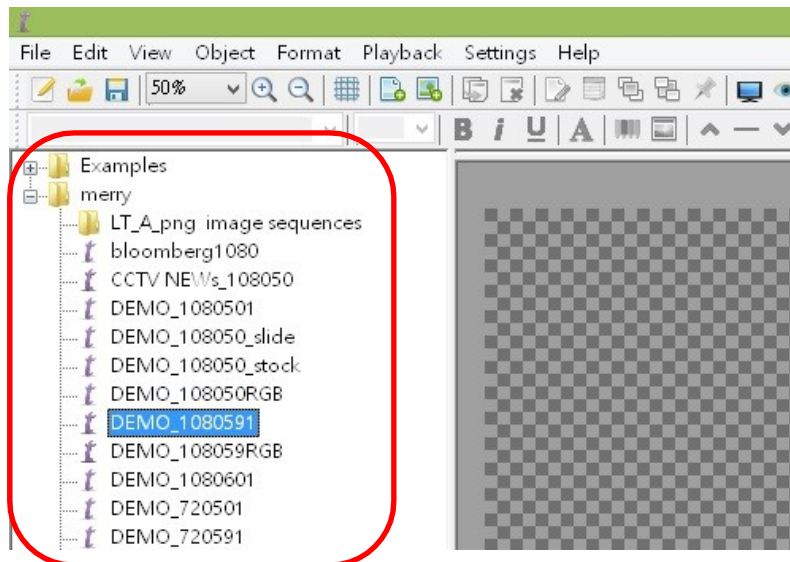 File Edit View Object Format Playback Settings Help
50%
B i U A
Examples
merry
LT_A_png image sequences
bloomberg1080
CCTV NEWs_108050
DEMO_1080501
DEMO_108050_slide
DEMO_108050_stock
DEMO_108050RGB
DEMO_1080591
DEMO_108059RGB
DEMO_1080601
DEMO_720501
DEMO_720591